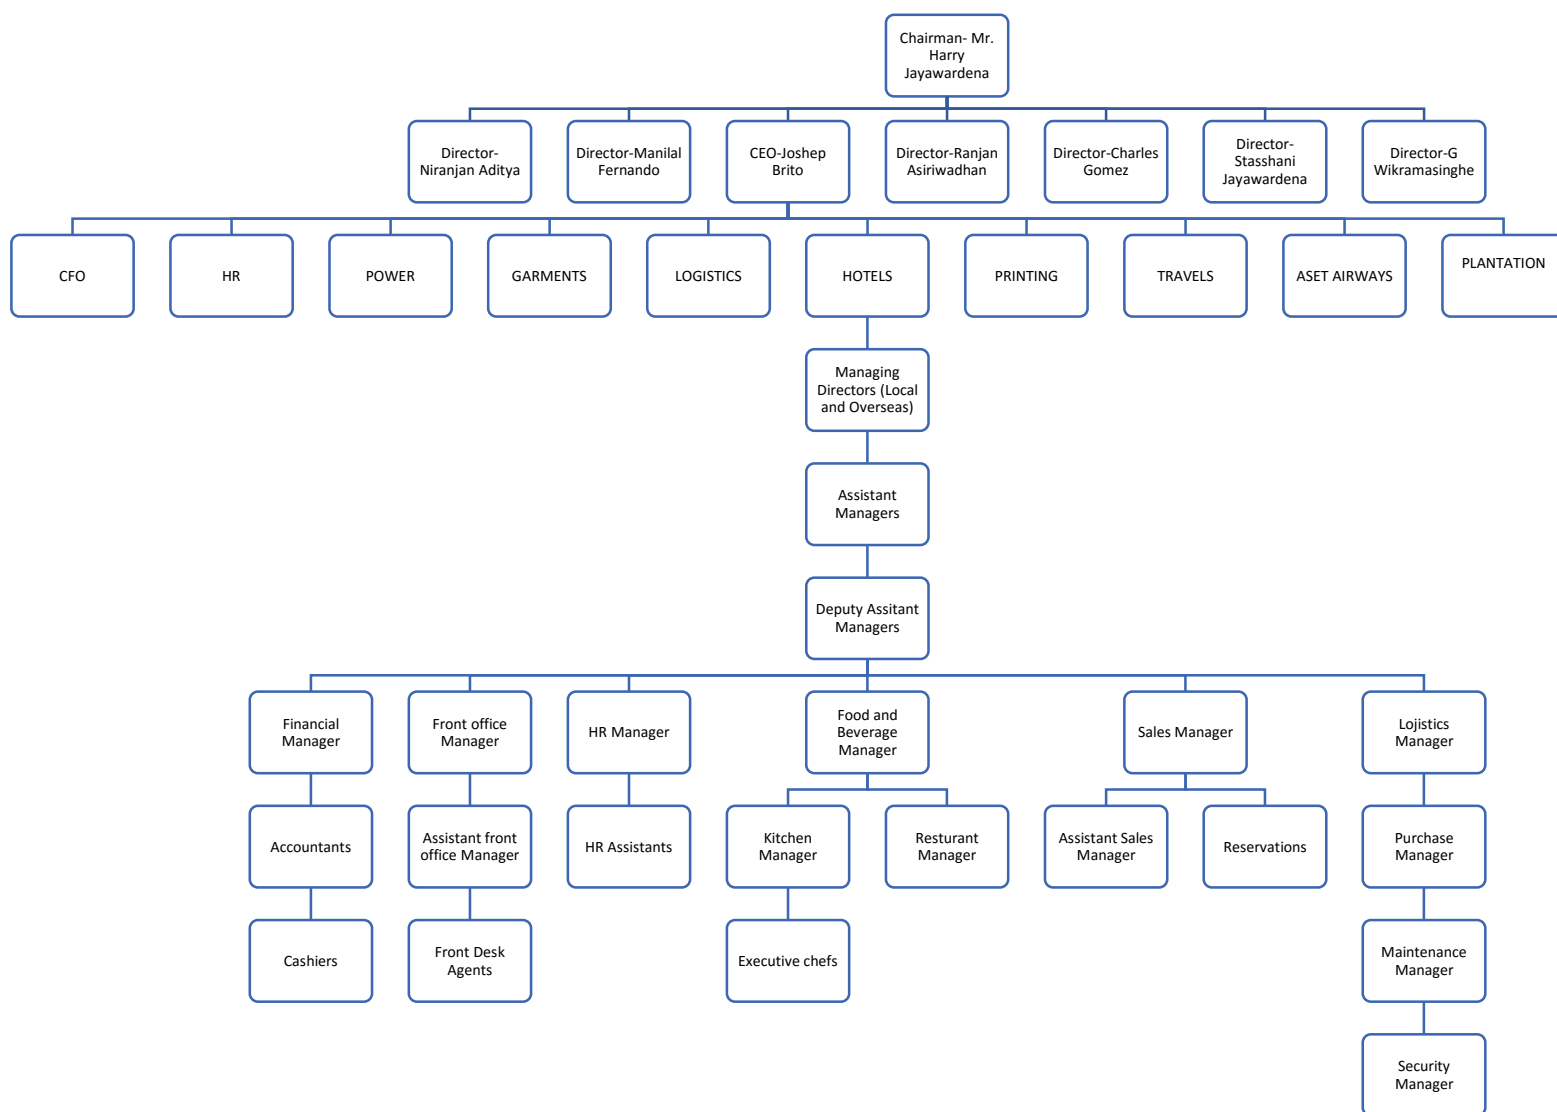 Chairman- Mr.
Harry
Jayawardena
Director-
Niranjan Aditya
Director-Manilal
Fernando
CEO-Joshep
Brito
Director-Ranjan
Asiriwadhan
Director-Charles
Gomez
Director-
Stasshani
Jayawardena
Director-G
Wikramasinghe
CFO
HR
POWER
GARMENTS
LOGISTICS
HOTELS
PRINTING
TRAVELS
ASET AIRWAYS
PLANTATION
Managing
Directors (Local
and Overseas)
Assistant
Managers
Deputy Assitant
Managers
Financial
Manager
Front office
Manager
HR Manager
Food and
Beverage
Manager
Sales Manager
Lojistics
Manager
Accountants
Assistant front
office Manager
HR Assistants
Kitchen
Manager
Resturant
Manager
Assistant Sales
Manager
Reservations
Purchase
Manager
Cashiers
Front Desk
Agents
Executive chefs
Maintenance
Manager
Security
Manager